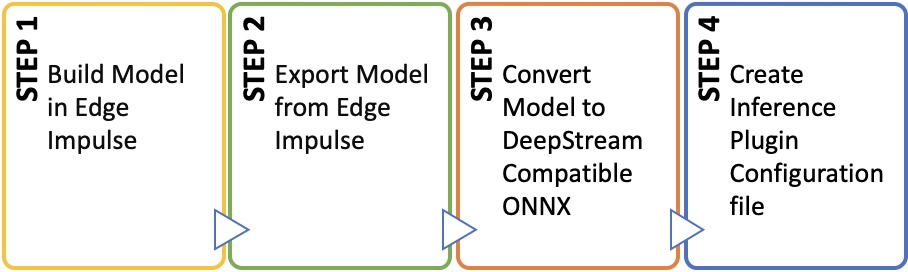 STEP 1
Build Model
in Edge
Impulse
STEP 2
Export Model
from Edge
Impulse
STEP 3
Convert
Model to
DeepStream
Compatible
ONNX
STEP 4
Create
Inference
Plugin
Configuration
file